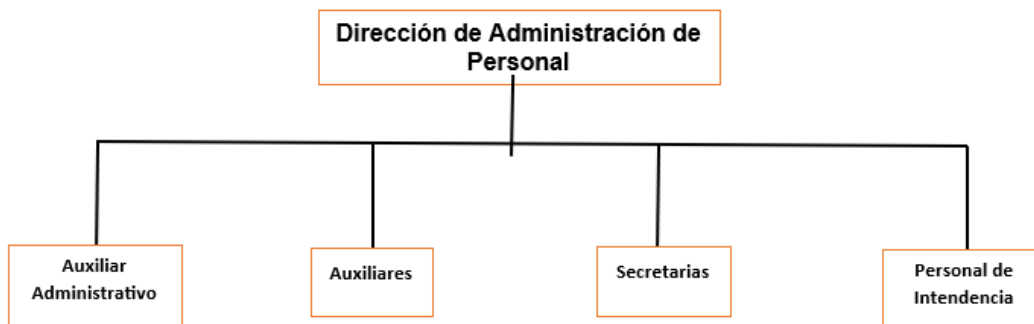 Dirección de Administración de
Personal
Auxiliar
Administrativo
Auxiliares
Secretarias
Personal de
Intendencia